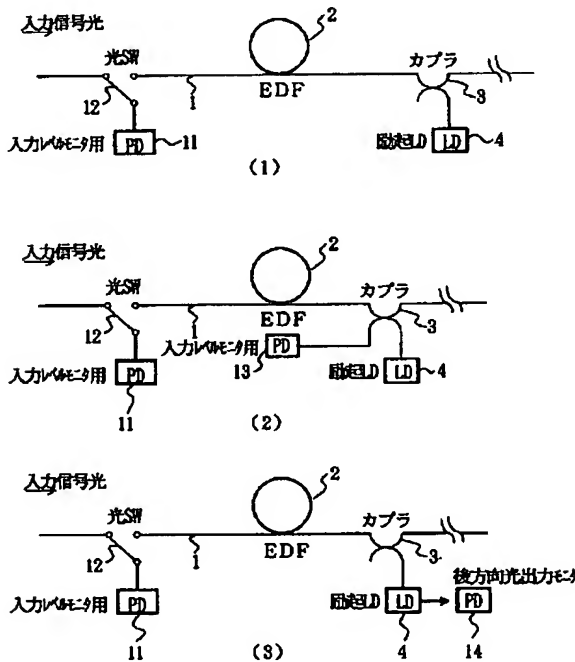 入力信号光
光SW
2
カプラ
12
1
EDF
3
入力レベルモニタ用 PD 11
励起LD LD 4
(1)
入力信号光
光SW
2
カプラ
12
1
EDF
3
入力レベルモニタ用 PD
13
励起LD LD 4
入力レベルモニタ用 PD
11
(2)
入力信号光
光SW
2
カプラ
12
1
EDF
3
後方向光出力モニタ
入力レベルモニタ用 PD
励起LD LD PD
11
(3)
4
14